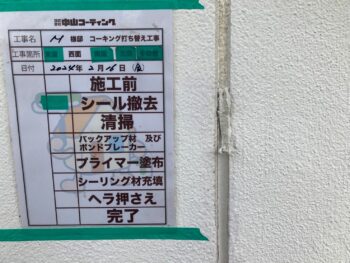 株式会社 中山コーティング
工事名 様邸 コーキング打ち替え工事
工事箇所 西面
日付 2024年2月
施工前
シール撤去
清掃
バックアップ材 及び
ボンドブレーカー
プライマー塗布
シーリング材充填
ヘラ押さえ
完了